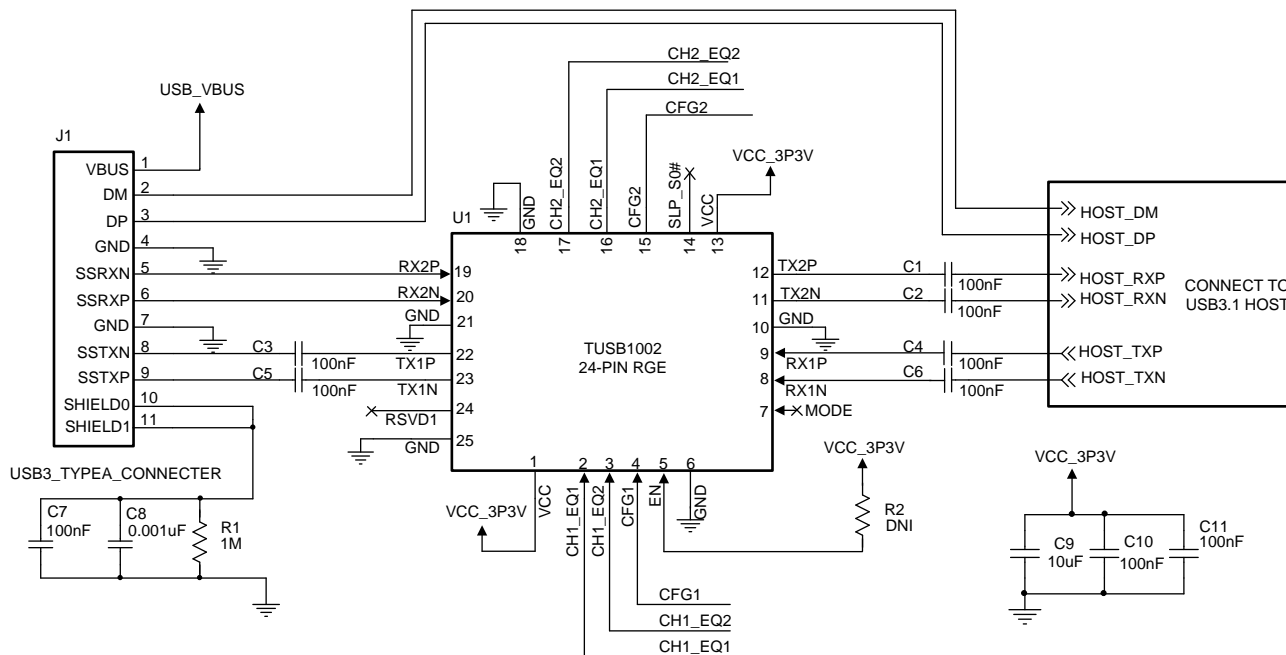 USB_VBUS
J1
VBUS 1
DM 2
DP 3
GND 4
SSRXN 5
SSRXP 6
GND 7
SSTXN 8
SSTXP 9
SHIELD0 10
SHIELD1 11
USB3_TYPEA_CONNECTER
C7
100nF
C8
0.001uF
R1
1M
C3
100nF
C5
100nF
RX2P
RX2N
GND
TX1P
TX1N
RSVD1
GND
U1
19
20
21
22
23
24
25
TUSB1002
24-PIN RGE
CH2_EQ2
CH2_EQ1
CFG2
GND
CH2_EQ2
CH2_EQ1
CFG2
SLP_S0#
VCC
VCC_3P3V
18
17
16
15
14
13
12
11
10
9
8
7
TX2P
TX2N
GND
RX1P
RX1N
MODE
C1
100nF
C2
100nF
C4
100nF
C6
100nF
HOST_DM
HOST_DP
HOST_RXP
HOST_RXN
HOST_TXP
HOST_TXN
CONNECT TO
USB3.1 HOST
1
2
3
4
5
6
VCC
CH1_EQ1
CH1_EQ2
CFG1
EN
GND
VCC_3P3V
VCC_3P3V
R2
DNI
CFG1
CH1_EQ2
CH1_EQ1
VCC_3P3V
C9
10uF
C10
100nF
C11
100nF